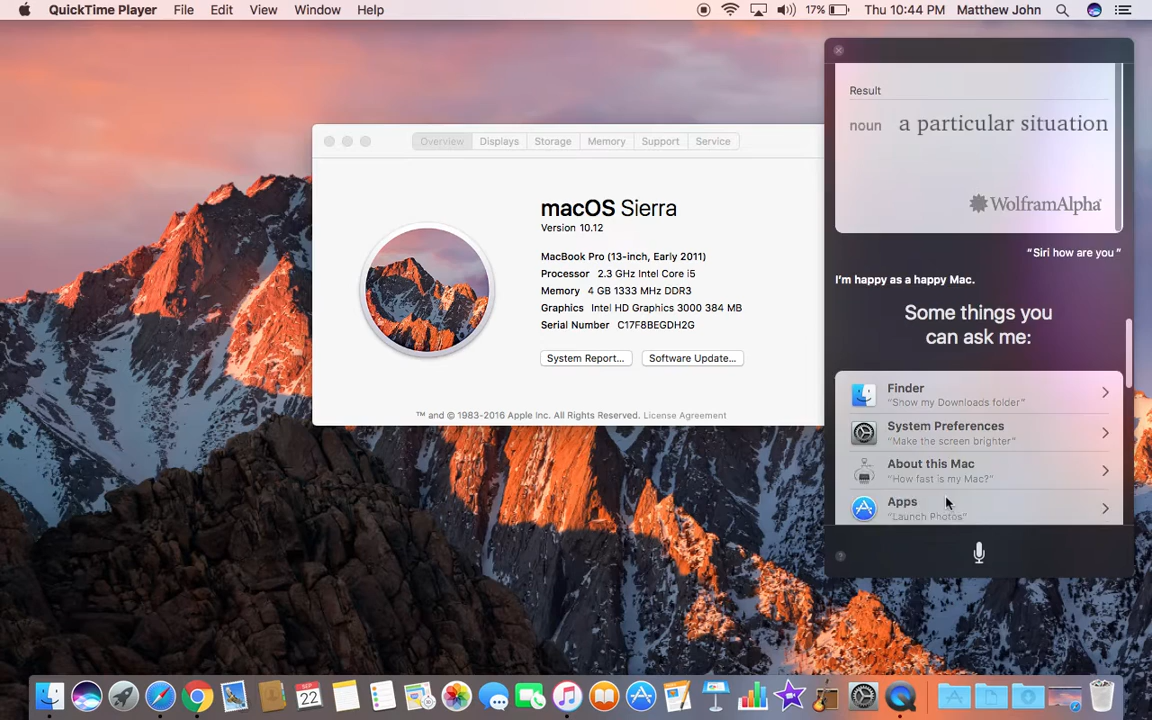 QuickTime Player File Edit View Window Help 17% Thu 10:44 PM Matthew John
Overview Displays Storage Memory Support Service
macOS Sierra
Version 10.12
MacBook Pro (13-inch, Early 2011)
Processor 2.3 GHz Intel Core i5
Memory 4 GB 1333 MHz DDR3
Graphics Intel HD Graphics 3000 384 MB
Serial Number C17F8BEGDH2G
System Report... Software Update...
™ and © 1983-2016 Apple Inc. All Rights Reserved. License Agreement
Result
noun a particular situation
WolframAlpha
“Siri how are you”
I’m happy as a happy Mac.
Some things you
can ask me:
Finder
“Show my Downloads folder”
System Preferences
“Make the screen brighter”
About this Mac
“How fast is my Mac?”
Apps
“Launch Photos”
?
SEP
22